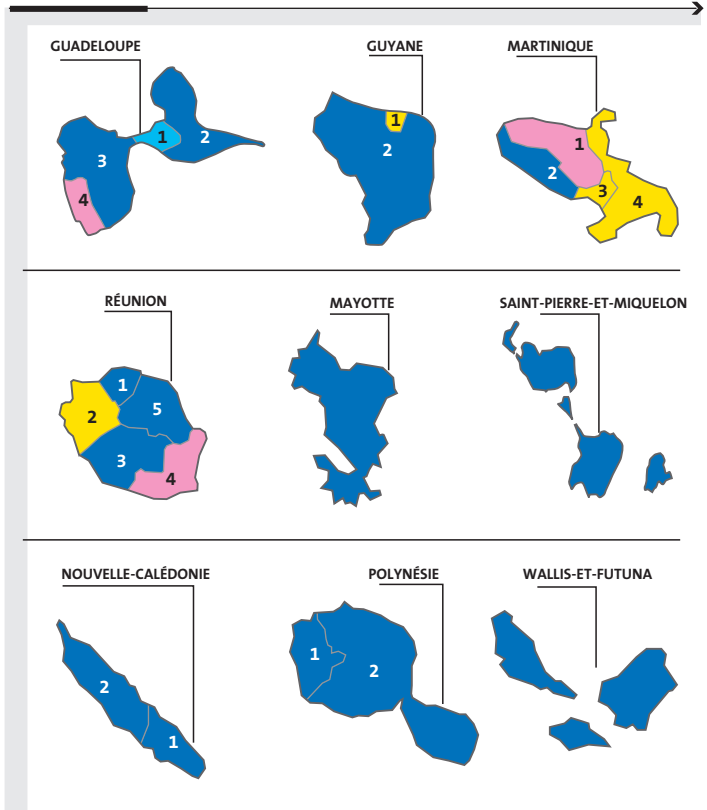 GUADELOUPE
GUYANE
MARTINIQUE
1
2
3
4
1
2
1
2
3
4
RÉUNION
MAYOTTE
SAINT-PIERRE-ET-MIQUELON
1
5
2
3
4
NOUVELLE-CALÉDONIE
POLYNÉSIE
WALLIS-ET-FUTUNA
2
1
1
2